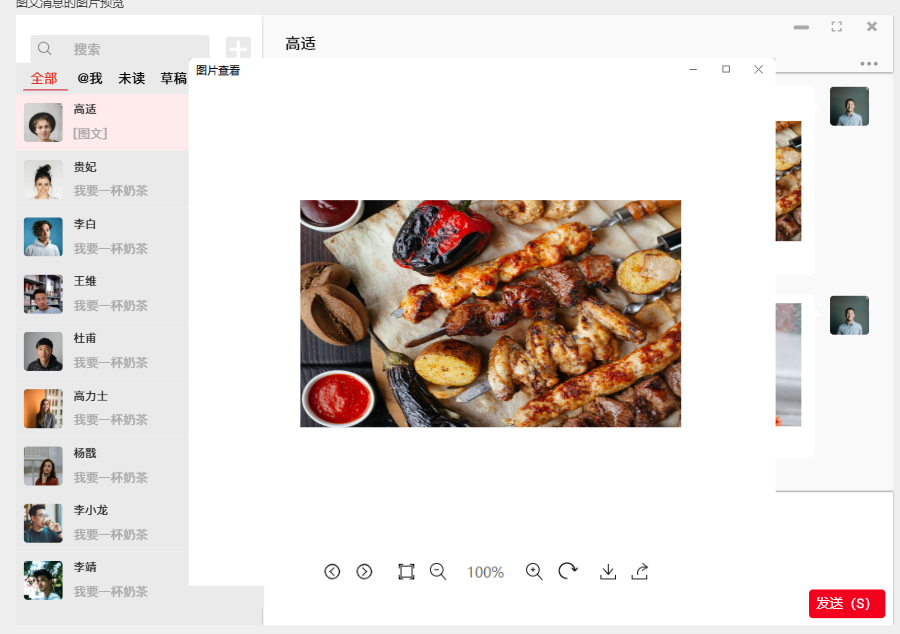 图文消息的图片预览
搜索
高适
全部 @我 未读 草稿
图片查看
高适
[图文]
贵妃
我要一杯奶茶
李白
我要一杯奶茶
王维
我要一杯奶茶
杜甫
我要一杯奶茶
高力士
我要一杯奶茶
杨戬
我要一杯奶茶
李小龙
我要一杯奶茶
李靖
我要一杯奶茶
100%
发送（S）